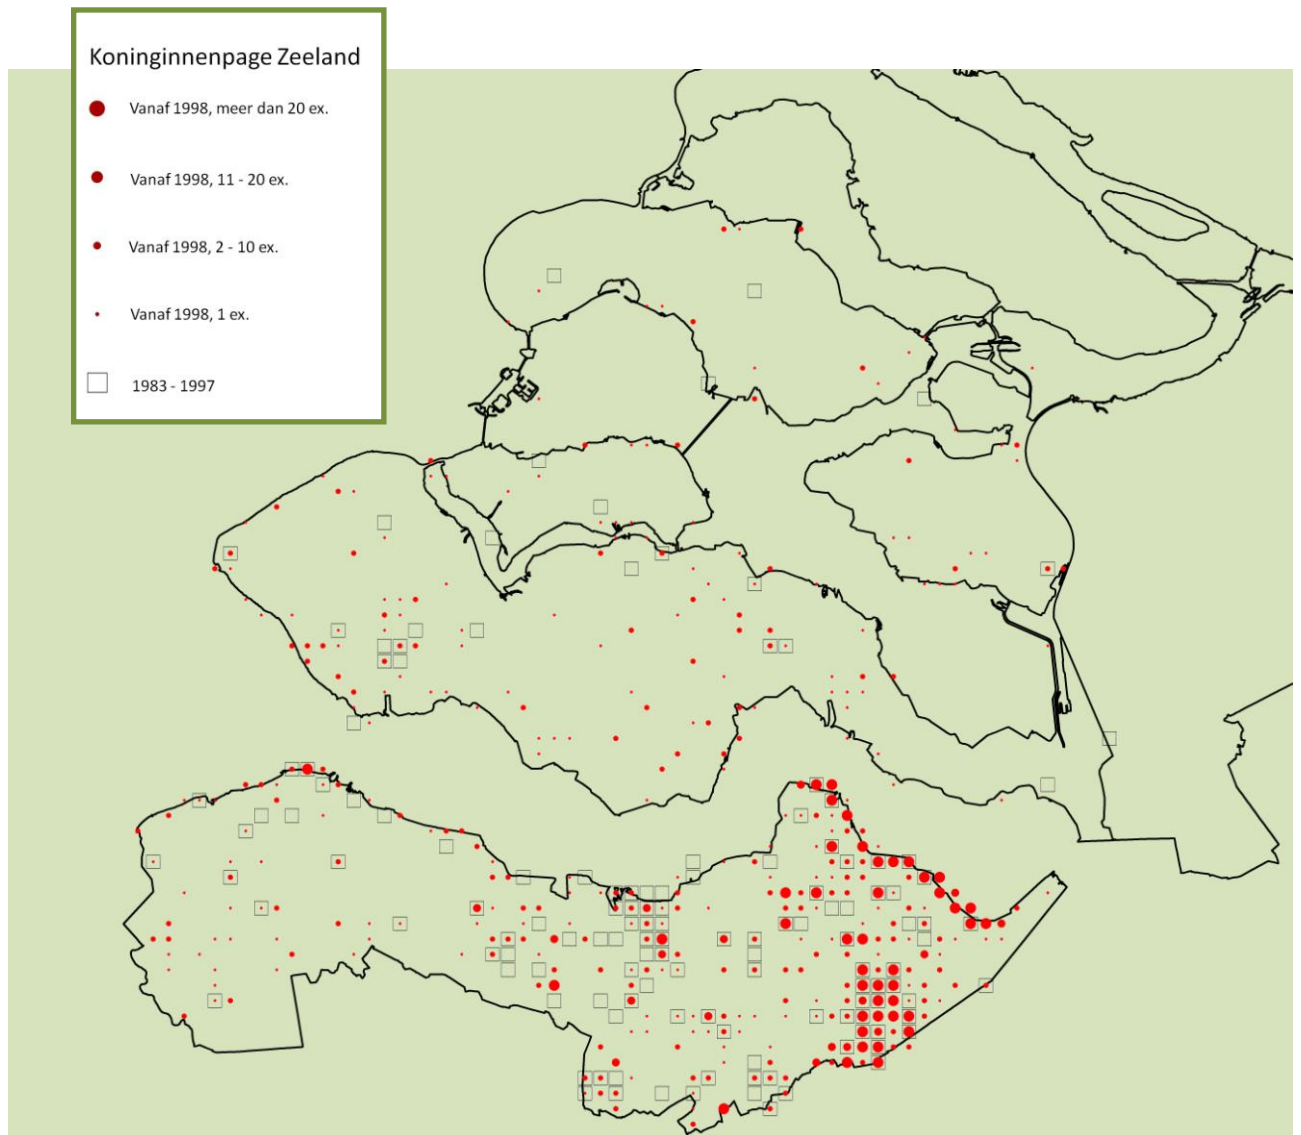 Koninginnenpage Zeeland
Vanaf 1998, meer dan 20 ex.
Vanaf 1998, 11 - 20 ex.
Vanaf 1998, 2 - 10 ex.
Vanaf 1998, 1 ex.
1983 - 1997